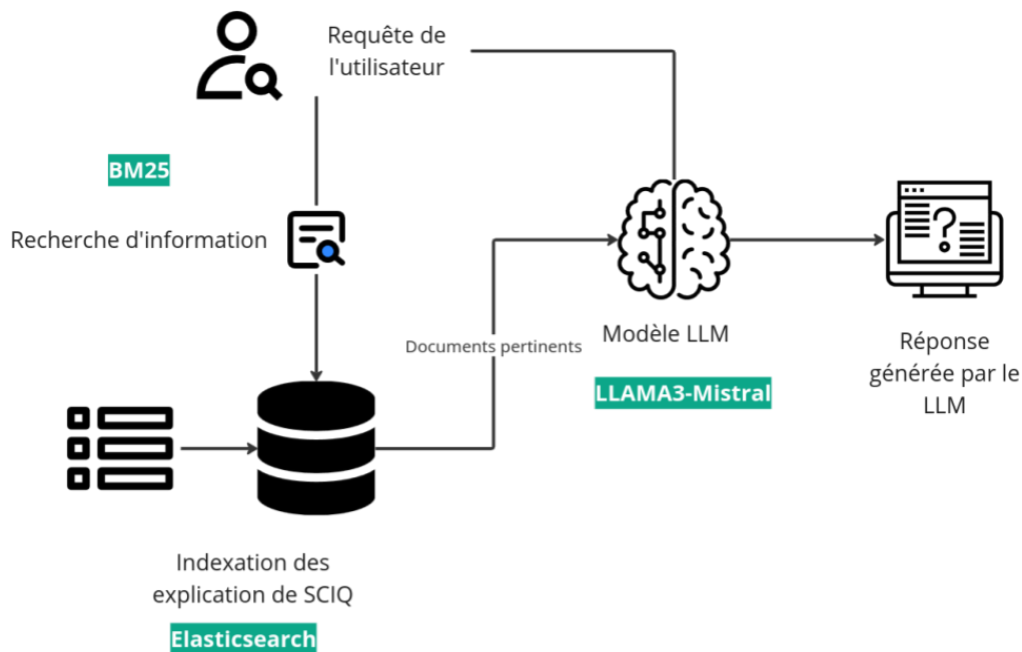 Requête de
l'utilisateur
BM25
Recherche d'information
Documents pertinents
Modèle LLM
LLAMA3-Mistral
Réponse
générée par le
LLM
Indexation des
explication de SCIQ
Elasticsearch